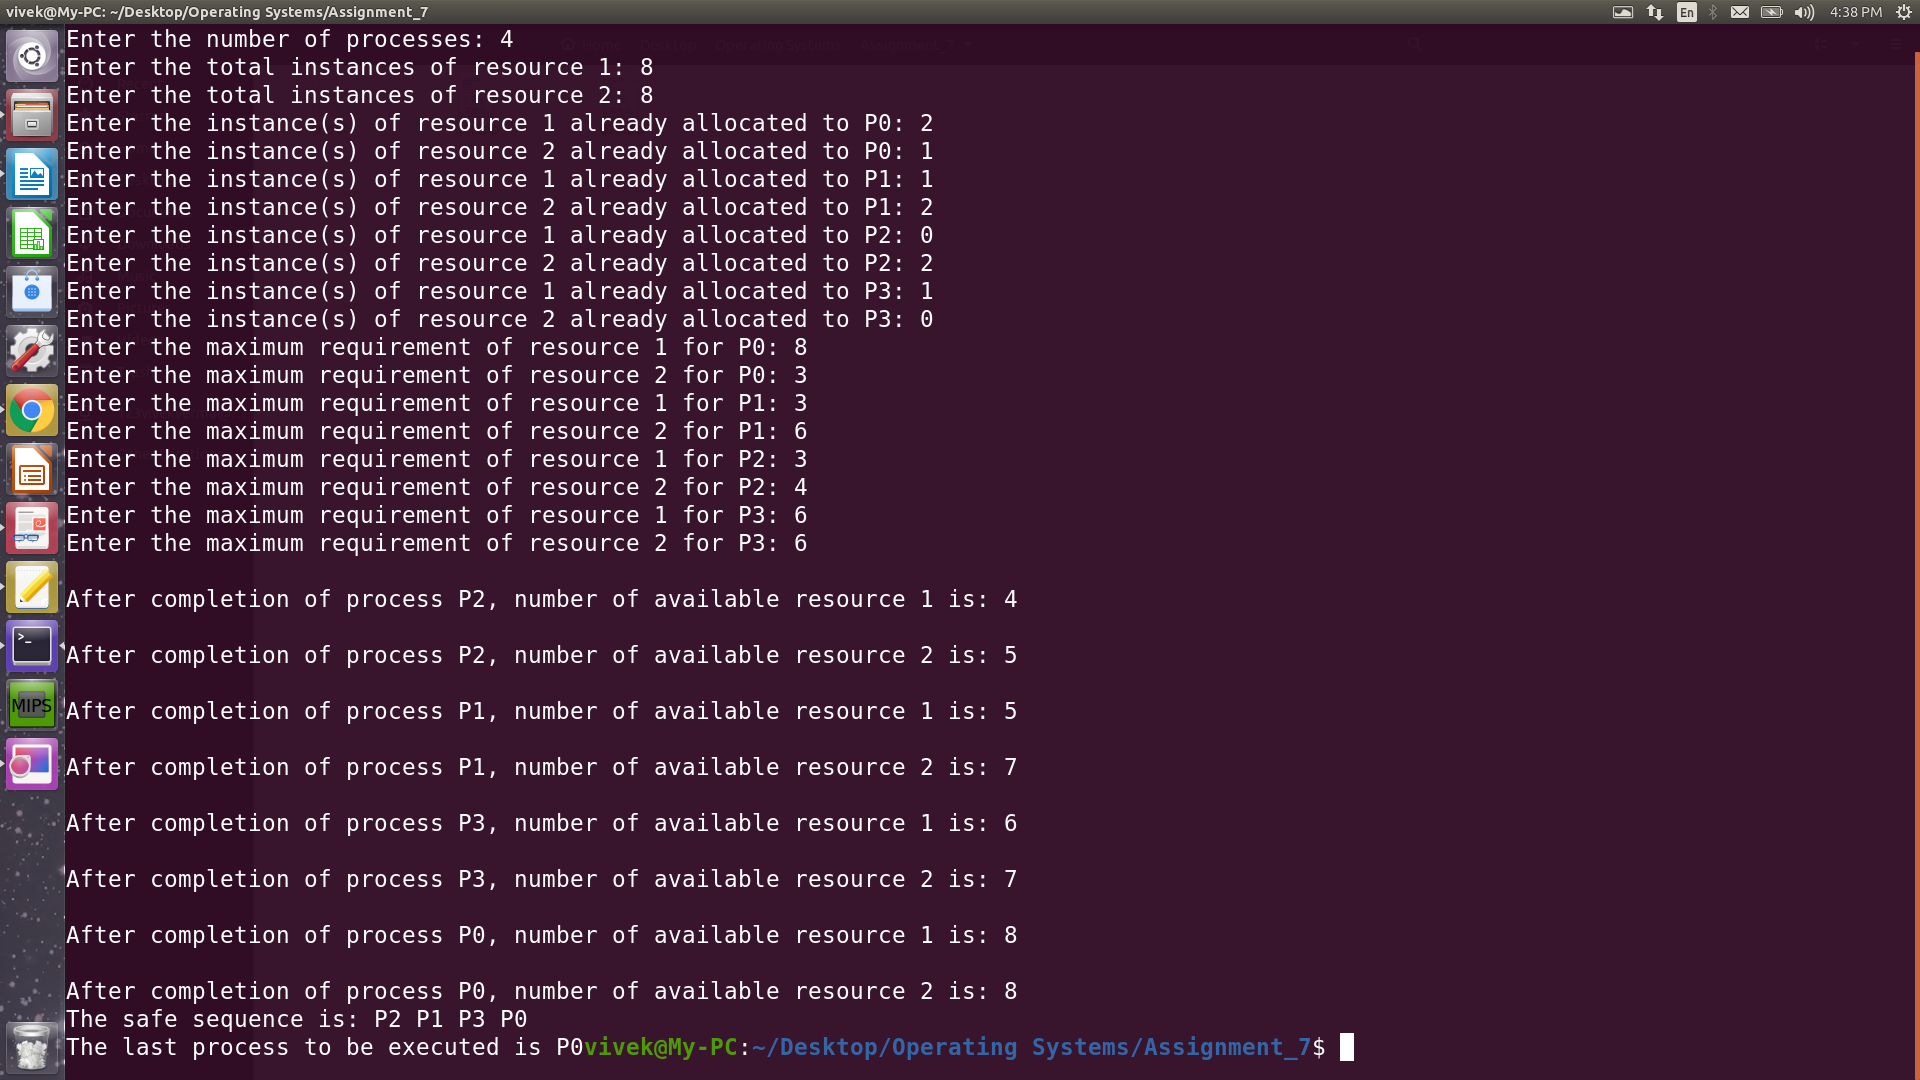 vivek@My-PC: ~/Desktop/Operating Systems/Assignment_7
En
4:38 PM
Enter the number of processes: 4
Enter the total instances of resource 1: 8
Enter the total instances of resource 2: 8
Enter the instance(s) of resource 1 already allocated to P0: 2
Enter the instance(s) of resource 2 already allocated to P0: 1
Enter the instance(s) of resource 1 already allocated to P1: 1
Enter the instance(s) of resource 2 already allocated to P1: 2
Enter the instance(s) of resource 1 already allocated to P2: 0
Enter the instance(s) of resource 2 already allocated to P2: 2
Enter the instance(s) of resource 1 already allocated to P3: 1
Enter the instance(s) of resource 2 already allocated to P3: 0
Enter the maximum requirement of resource 1 for P0: 8
Enter the maximum requirement of resource 2 for P0: 3
Enter the maximum requirement of resource 1 for P1: 3
Enter the maximum requirement of resource 2 for P1: 6
Enter the maximum requirement of resource 1 for P2: 3
Enter the maximum requirement of resource 2 for P2: 4
Enter the maximum requirement of resource 1 for P3: 6
Enter the maximum requirement of resource 2 for P3: 6
After completion of process P2, number of available resource 1 is: 4
After completion of process P2, number of available resource 2 is: 5
After completion of process P1, number of available resource 1 is: 5
After completion of process P1, number of available resource 2 is: 7
After completion of process P3, number of available resource 1 is: 6
After completion of process P3, number of available resource 2 is: 7
After completion of process P0, number of available resource 1 is: 8
After completion of process P0, number of available resource 2 is: 8
The safe sequence is: P2 P1 P3 P0
The last process to be executed is P0vivek@My-PC:~/Desktop/Operating Systems/Assignment_7$
MIPS